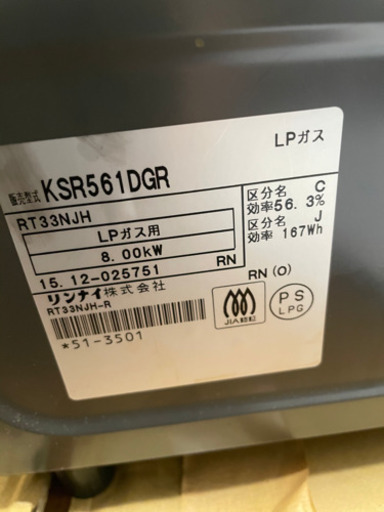 LPガス
販売型式 KSR561DGR
RT33NJH
LPガス用
8.00kW
15.12-025751 RN
区分名 C
効率56.3%
区分名 J
効率 167Wh
リンナイ株式会社
RN(O)
RT33NJH-R
*51-3501
JIA認証
PS
LPG